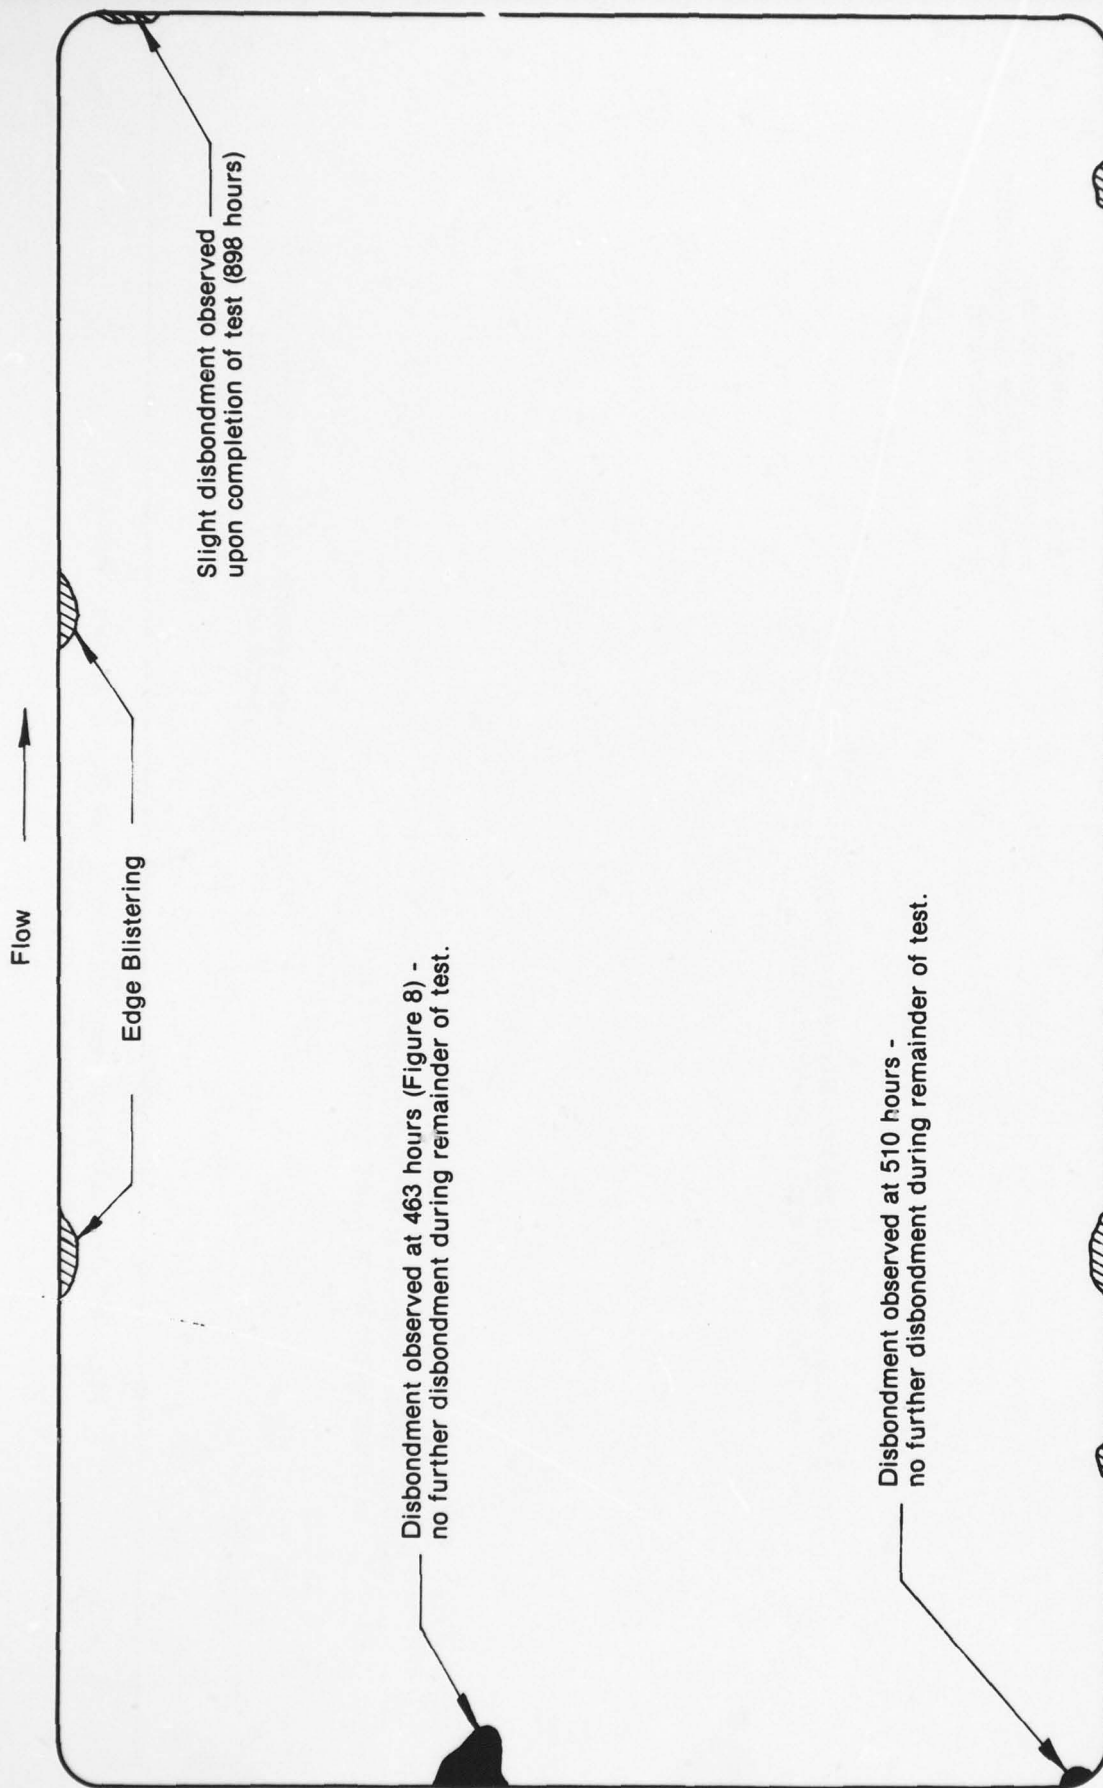 Flow
Edge Blistering
Slight disbondment observed
upon completion of test (898 hours)
Disbondment observed at 463 hours (Figure 8) -
no further disbondment during remainder of test.
Disbondment observed at 510 hours -
no further disbondment during remainder of test.